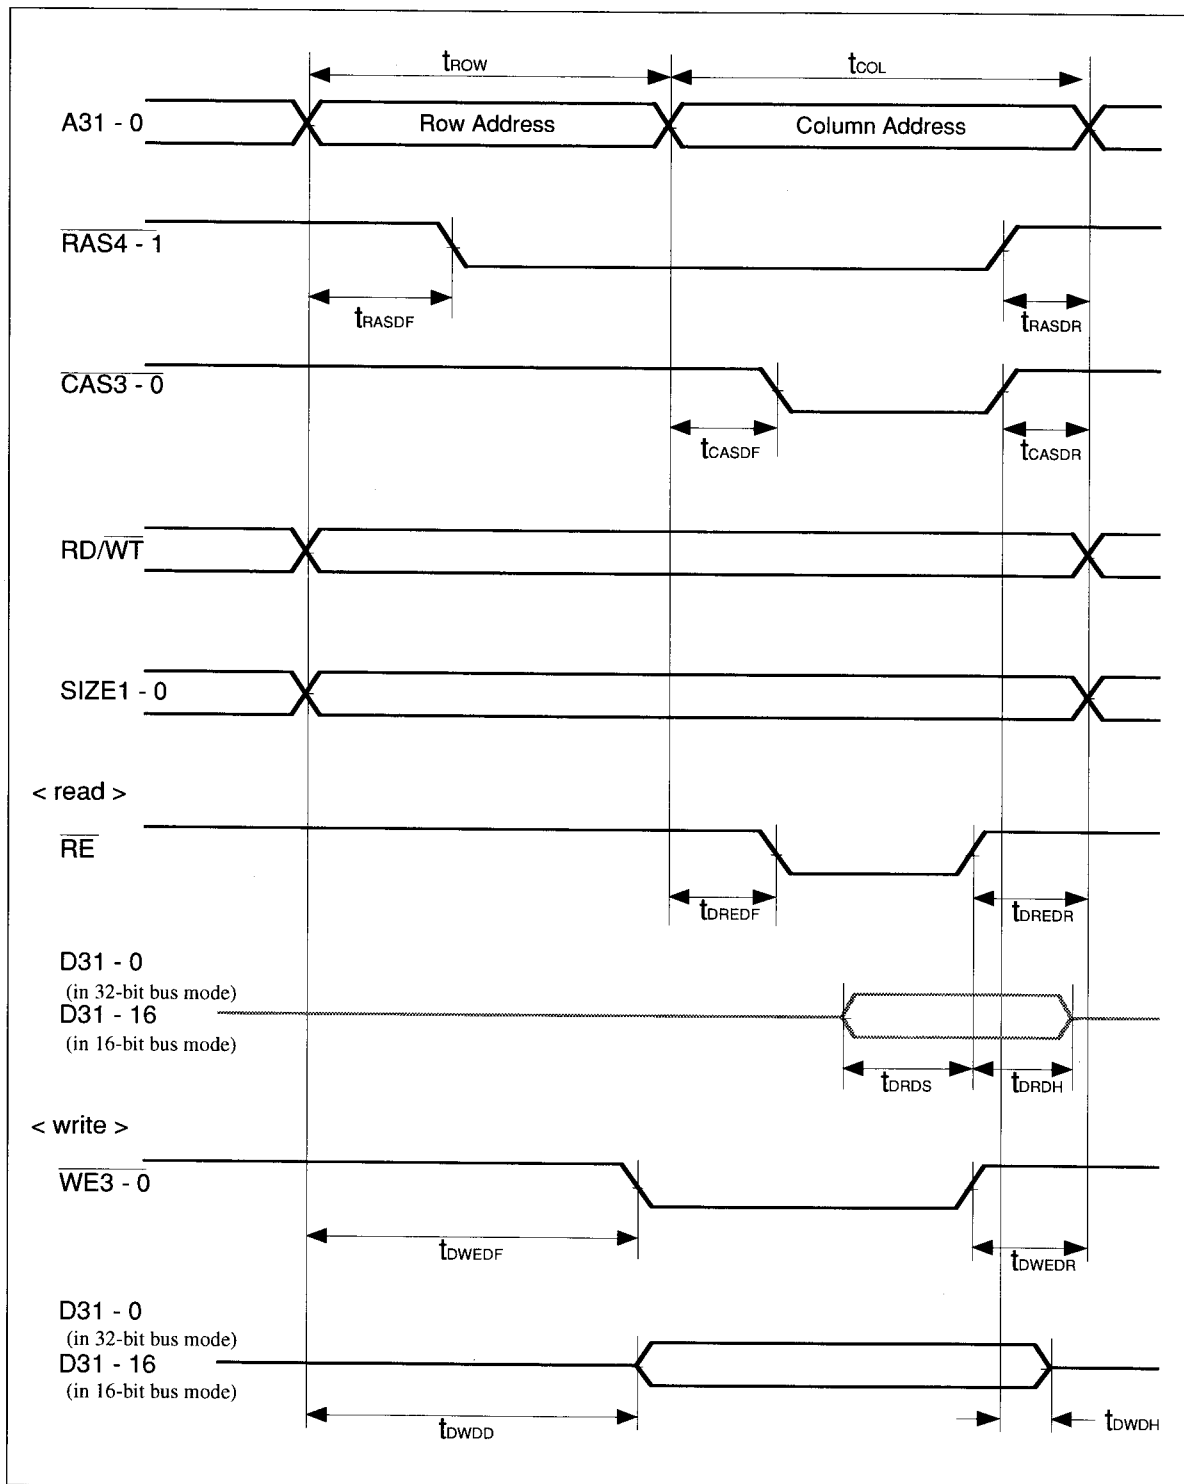 tROW tCOL
A31 - 0 Row Address Column Address
RAS4 - 1
tRASDF tRASDR
CAS3 - 0
tCASDF tCASDR
RD/WT
SIZE1 - 0
< read >
RE
tDREDF tDREDR
D31 - 0
(in 32-bit bus mode)
D31 - 16
(in 16-bit bus mode)
tDRDS tDRDH
< write >
WE3 - 0
tDWEDF tDWEDR
D31 - 0
(in 32-bit bus mode)
D31 - 16
(in 16-bit bus mode)
tDWDD tDWDH